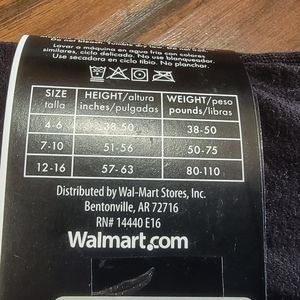 Lavar a máquina en agua fria con colores
similares. Ciclo delicado. No use blanqueador.
Use secadora en ciclo tibio. No planchar.
SIZE HEIGHT/altura WEIGHT/peso
talla inches/pulgadas pounds/libras
4-6 38-50 38-50
7-10 51-56 50-75
12-16 57-63 80-110
Distributed by Wal-Mart Stores, Inc.
Bentonville, AR 72716
RN# 14440 E16
Walmart.com